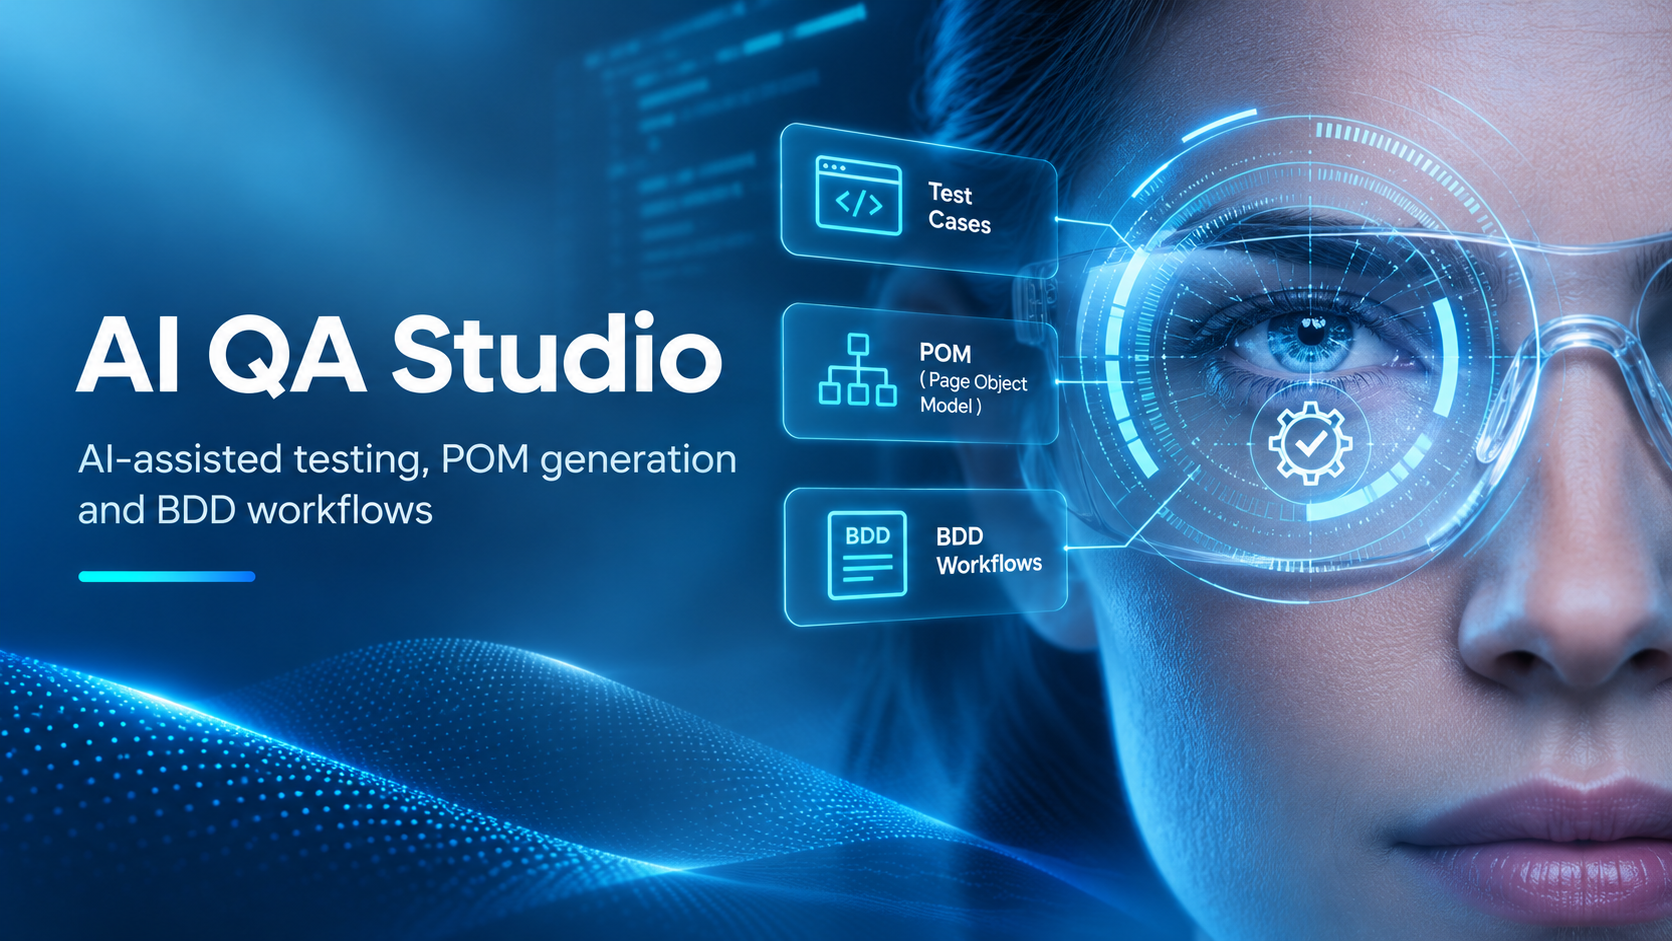 AI QA Studio
AI-assisted testing, POM generation
and BDD workflows
</>
Test
Cases
POM
( Page Object
Model )
BDD
BDD
Workflows